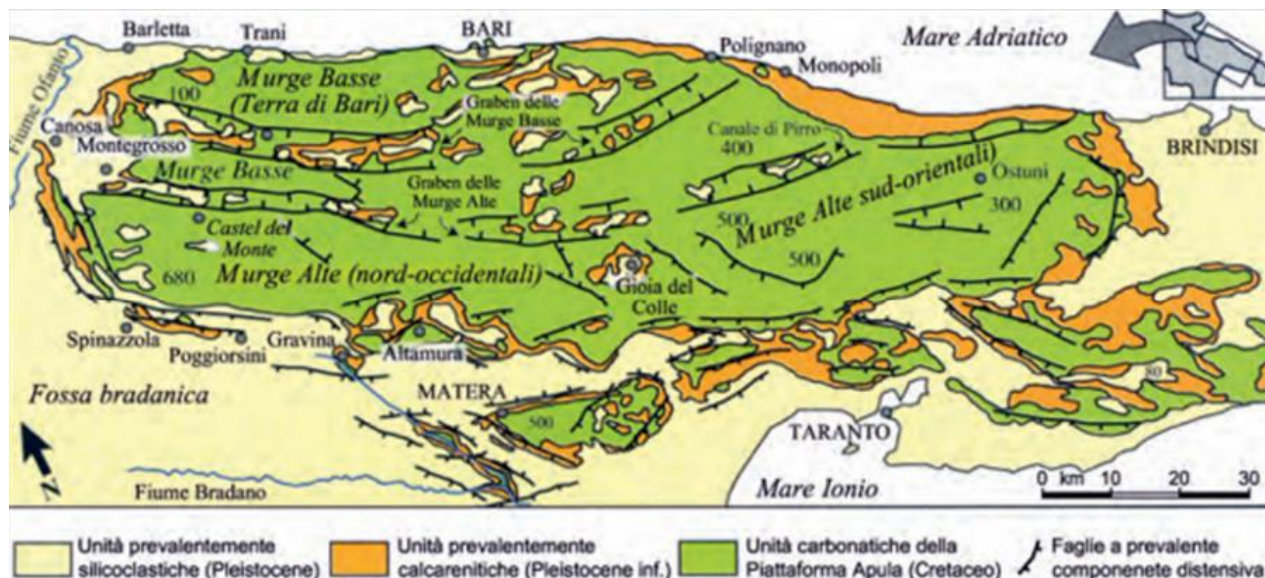 Barletta
Trani
BARI
Polignano
Monopoli
Mare Adriatico
Fiume Ofanto
Murge Basse
(Terra di Bari)
100
Graben delle
Murge Basse
Canosa
Montegrosso
Canale di Pirro
400
BRINDISI
Murge Basse
Graben delle
Murge Alte
Ostuni
300
Castel del
Monte
500
Murge Alte sud-orientali)
500
680
Murge Alte (nord-occidentali)
Gioia del
Colle
Spinazzola
Poggiorsini
Gravina
Altamura
Fossa bradanica
MATERA
500
80
TARANTO
N
Fiume Bradano
Mare Ionio
0 km 10 20 30
Unità prevalentemente
silicoclastiche (Pleistocene)
Unità prevalentemente
calcarenitiche (Pleistocene inf.)
Unità carbonatiche della
Piattaforma Apula (Cretaceo)
Faglie a prevalente
componenete distensiva